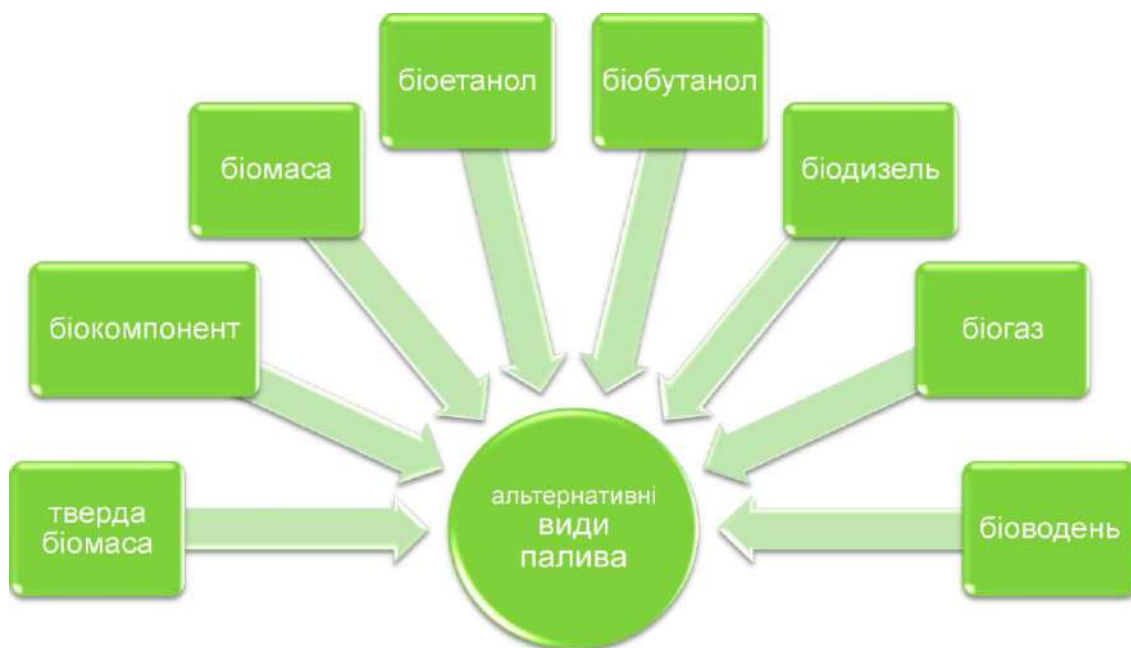 біоетанол
біобутанол
біомаса
біодизель
біокомпонент
біогаз
тверда
біомаса
альтернативні
види
палива
біоводень